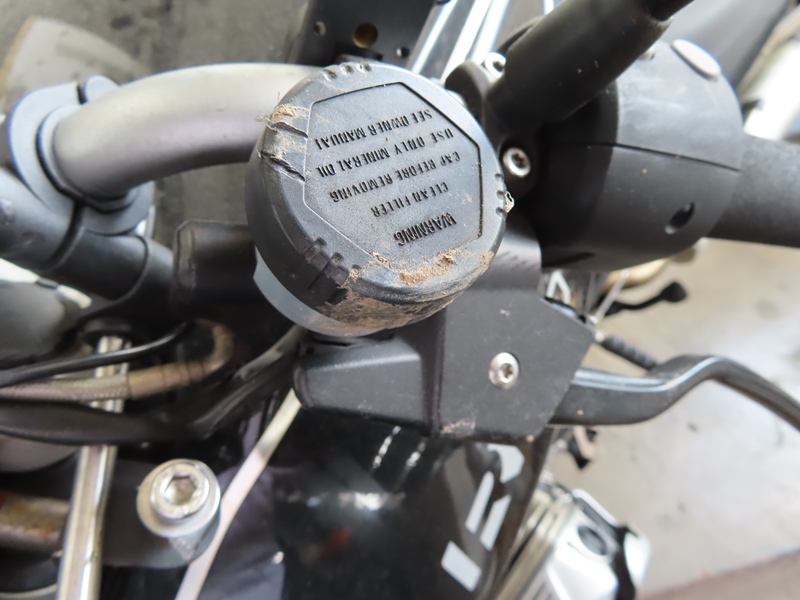 WARNING
CLEAN FILLER
CAP BEFORE REMOVING
USE ONLY MINERAL OIL
SEE OWNER MANUAL